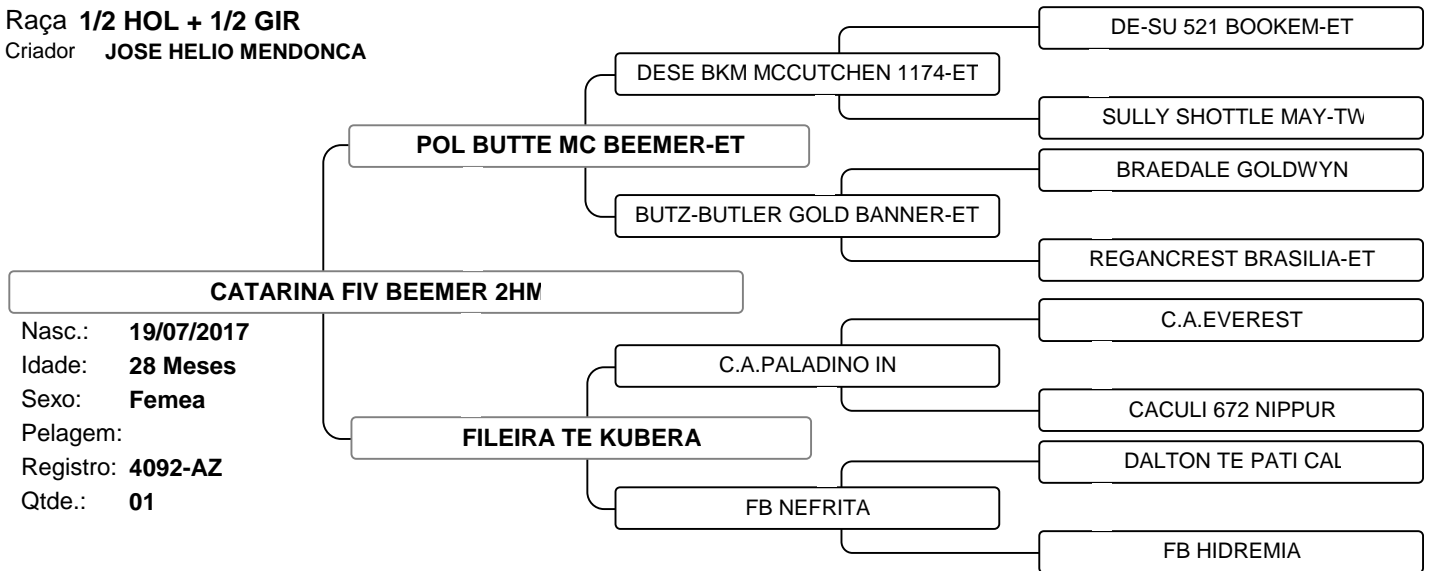 Raça 1/2 HOL + 1/2 GIR
Criador JOSE HELIO MENDONCA
DE-SU 521 BOOKEM-ET
DESE BKM MCCUTCHEN 1174-ET
SULLY SHOTTLE MAY-TW
POL BUTTE MC BEEMER-ET
BRAEDALE GOLDWYN
BUTZ-BUTLER GOLD BANNER-ET
REGANCREST BRASILIA-ET
CATARINA FIV BEEMER 2HM
C.A.EVEREST
Nasc.: 19/07/2017
Idade: 28 Meses
C.A.PALADINO IN
Sexo: Femea
CACULI 672 NIPPUR
Pelagem:
FILEIRA TE KUBERA
DALTON TE PATI CAL
Registro: 4092-AZ
Qtde.: 01
FB NEFRITA
FB HIDREMIA